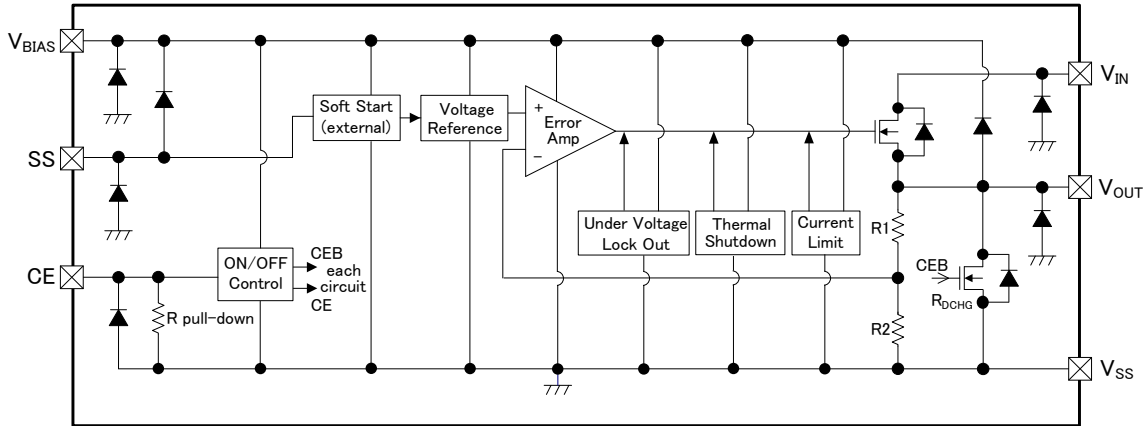 VBIAS
VIN
Soft Start
(external)
Voltage
Reference
+
Error
Amp
−
SS
VOUT
Under Voltage
Lock Out
Thermal
Shutdown
Current
Limit
R1
CE
ON/OFF
Control
CEB
each
circuit
CE
CEB
RDCHG
R pull-down
R2
VSS